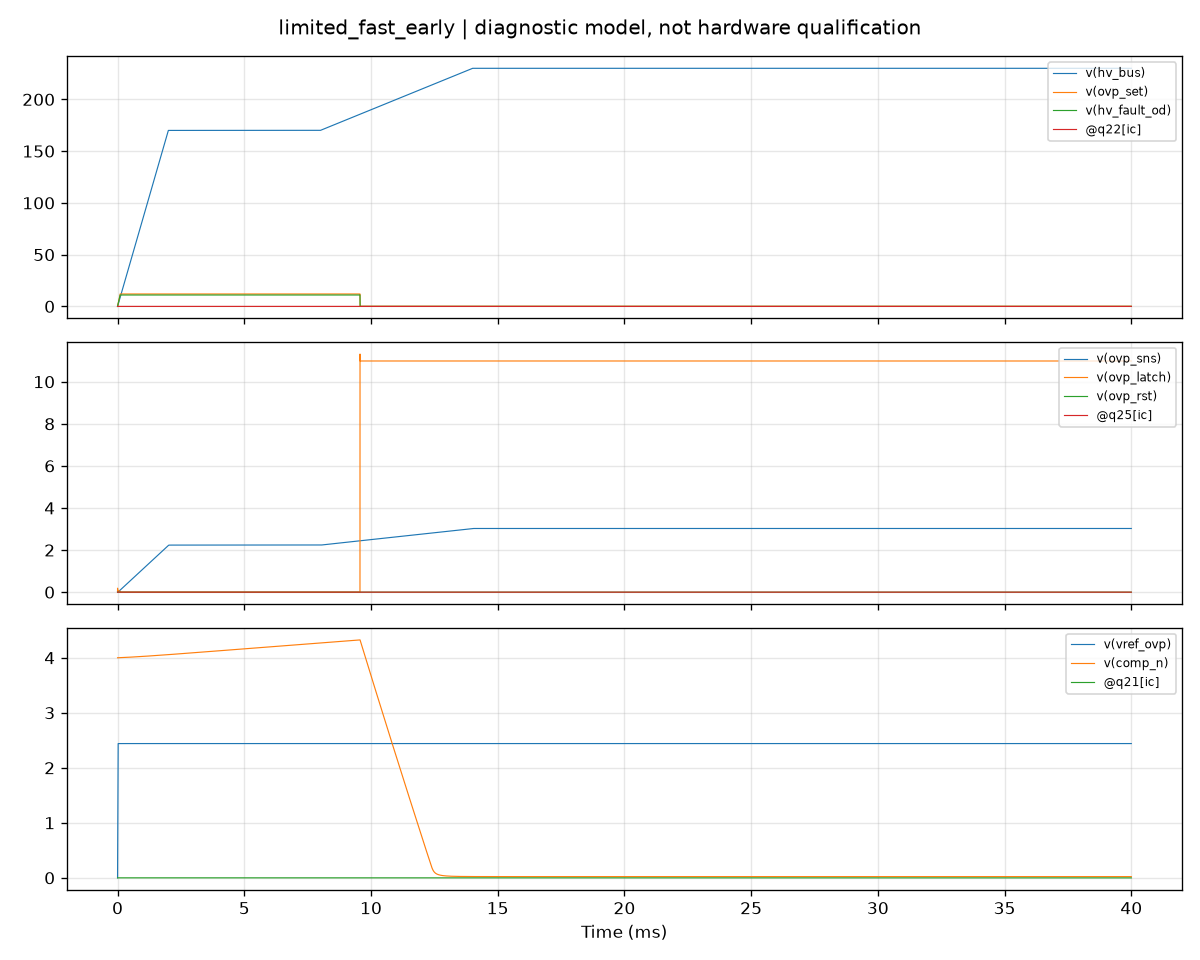 limited_fast_early | diagnostic model, not hardware qualification
200
150
100
50
0
v(hv_bus)
v(ovp_set)
v(hv_fault_od)
@q22[ic]
10
8
6
4
2
0
v(ovp_sns)
v(ovp_latch)
v(ovp_rst)
@q25[ic]
4
3
2
1
0
v(vref_ovp)
v(comp_n)
@q21[ic]
0 5 10 15 20 25 30 35 40
Time (ms)